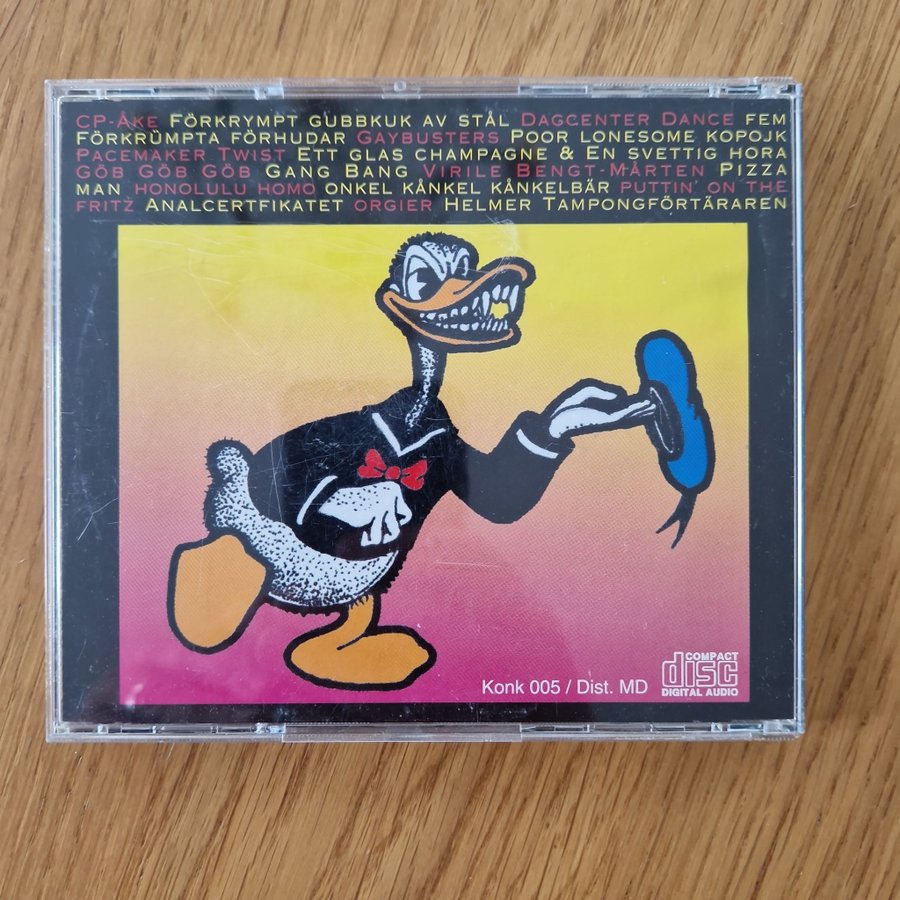 CP-ÅKE FÖRKRYMPT GUBBKUK AV STÅL DAGCENTER DANCE FEM
FÖRKRÜMPTA FÖRHUDAR GAYBUSTERS POOR LONESOME KOPOJK
PACEMAKER TWIST ETT GLAS CHAMPAGNE & EN SVETTIG HORA
GÖB GÖB GÖB GANG BANG VIRILE BENGT-MÅRTEN PIZZA
MAN HONOLULU HOMO ONKEL KÅNKEL KÅNKELBÄR PUTTIN' ON THE
FRITZ ANALCERTFIKATET ORGIER HELMER TAMPONGFÖRTÄRAREN
COMPACT
disc
DIGITAL AUDIO
Konk 005 / Dist. MD